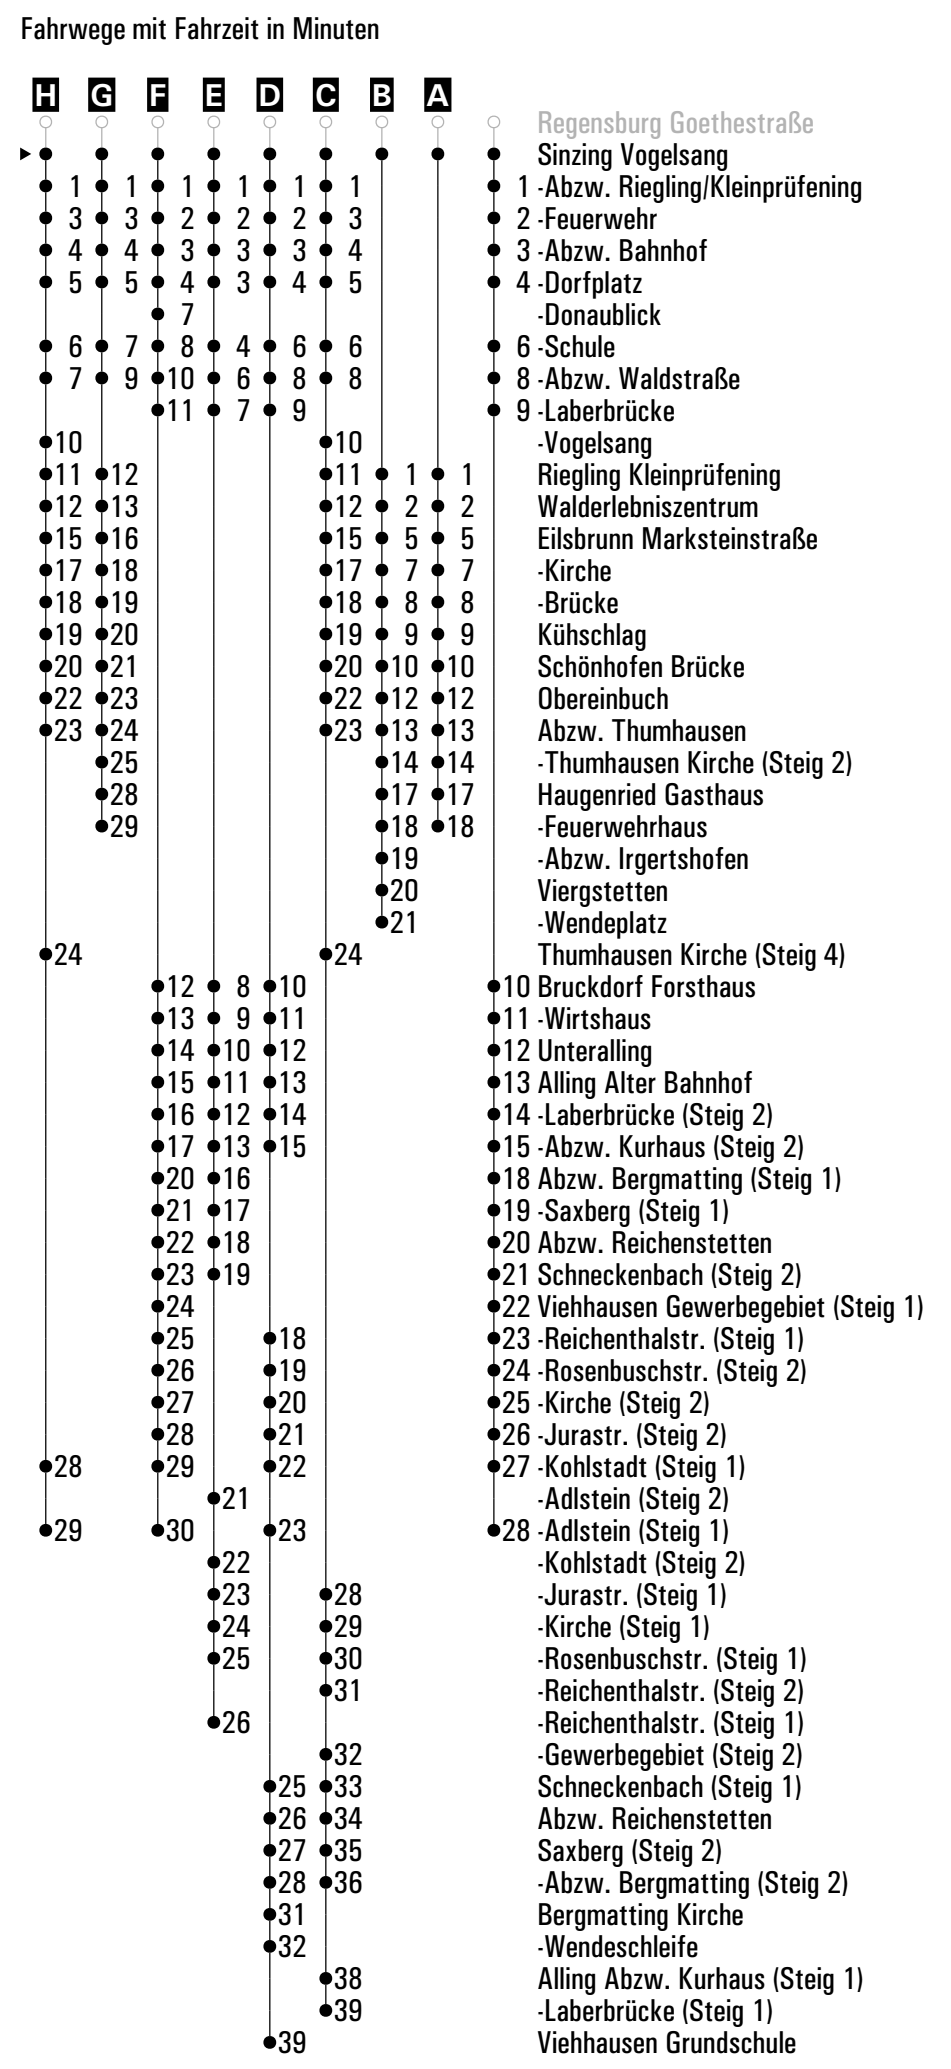 Fahrwege mit Fahrzeit in Minuten
H G F E D C B A
Regensburg Goethestraße
Sinzing Vogelsang
1 1 1 1 1 1 1 -Abzw. Riegling/Kleinprüfening
3 3 2 2 2 3 2 -Feuerwehr
4 4 3 3 3 4 3 -Abzw. Bahnhof
5 5 4 3 4 5 4 -Dorfplatz
7 -Donaublick
6 7 8 4 6 6 6 -Schule
7 9 10 6 8 8 8 -Abzw. Waldstraße
11 7 9 9 -Laberbrücke
10 10 -Vogelsang
11 12 11 1 1 Riegling Kleinprüfening
12 13 12 2 2 Walderlebniszentrum
15 16 15 5 5 Eilsbrunn Marksteinstraße
17 18 17 7 7 -Kirche
18 19 18 8 8 -Brücke
19 20 19 9 9 Kühschlag
20 21 20 10 10 Schönhofen Brücke
22 23 22 12 12 Obereinbuch
23 24 23 13 13 Abzw. Thumhausen
25 14 14 -Thumhausen Kirche (Steig 2)
28 17 17 Haugenried Gasthaus
29 18 18 -Feuerwehrhaus
19 -Abzw. Irgertshofen
20 Viergstetten
21 -Wendeplatz
24 24 Thumhausen Kirche (Steig 4)
12 8 10 10 Bruckdorf Forsthaus
13 9 11 11 -Wirtshaus
14 10 12 12 Unteralling
15 11 13 13 Alling Alter Bahnhof
16 12 14 14 -Laberbrücke (Steig 2)
17 13 15 15 -Abzw. Kurhaus (Steig 2)
20 16 18 Abzw. Bergmatting (Steig 1)
21 17 19 -Saxberg (Steig 1)
22 18 20 Abzw. Reichenstetten
23 19 21 Schneckenbach (Steig 2)
24 22 Viehhausen Gewerbegebiet (Steig 1)
25 18 23 -Reichenthalstr. (Steig 1)
26 19 24 -Rosenbuschstr. (Steig 2)
27 20 25 -Kirche (Steig 2)
28 21 26 -Jurastr. (Steig 2)
28 29 22 27 -Kohlstadt (Steig 1)
21 -Adlstein (Steig 2)
29 30 23 28 -Adlstein (Steig 1)
22 -Kohlstadt (Steig 2)
23 28 -Jurastr. (Steig 1)
24 29 -Kirche (Steig 1)
25 30 -Rosenbuschstr. (Steig 1)
31 -Reichenthalstr. (Steig 2)
26 -Reichenthalstr. (Steig 1)
32 -Gewerbegebiet (Steig 2)
25 33 Schneckenbach (Steig 1)
26 34 Abzw. Reichenstetten
27 35 Saxberg (Steig 2)
28 36 -Abzw. Bergmatting (Steig 2)
31 Bergmatting Kirche
32 -Wendeschleife
38 Alling Abzw. Kurhaus (Steig 1)
39 -Laberbrücke (Steig 1)
39 Viehhausen Grundschule